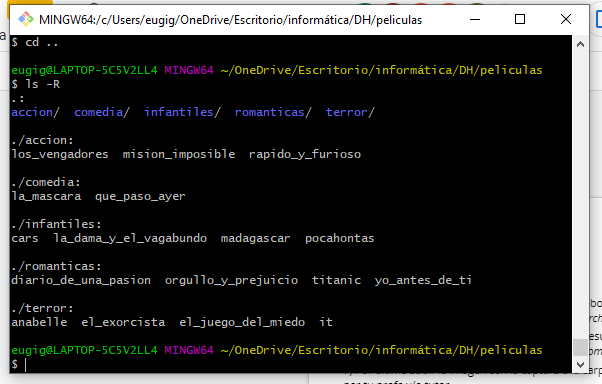 MINGW64:/c/Users/eugig/OneDrive/Escritorio/informática/DH/peliculas
$ cd ..
eugig@LAPTOP-5C5V2LL4 MINGW64 ~/OneDrive/Escritorio/informática/DH/peliculas
$ ls -R
.:
accion/  comedia/  infantiles/  romanticas/  terror/
./accion:
los_vengadores  mision_imposible  rapido_y_furioso
./comedia:
la_mascara  que_paso_ayer
./infantiles:
cars  la_dama_y_el_vagabundo  madagascar  pocahontas
./romanticas:
diario_de_una_pasion  orgullo_y_prejuicio  titanic  yo_antes_de_ti
./terror:
anabelle  el_exorcista  el_juego_del_miedo  it
eugig@LAPTOP-5C5V2LL4 MINGW64 ~/OneDrive/Escritorio/informática/DH/peliculas
$